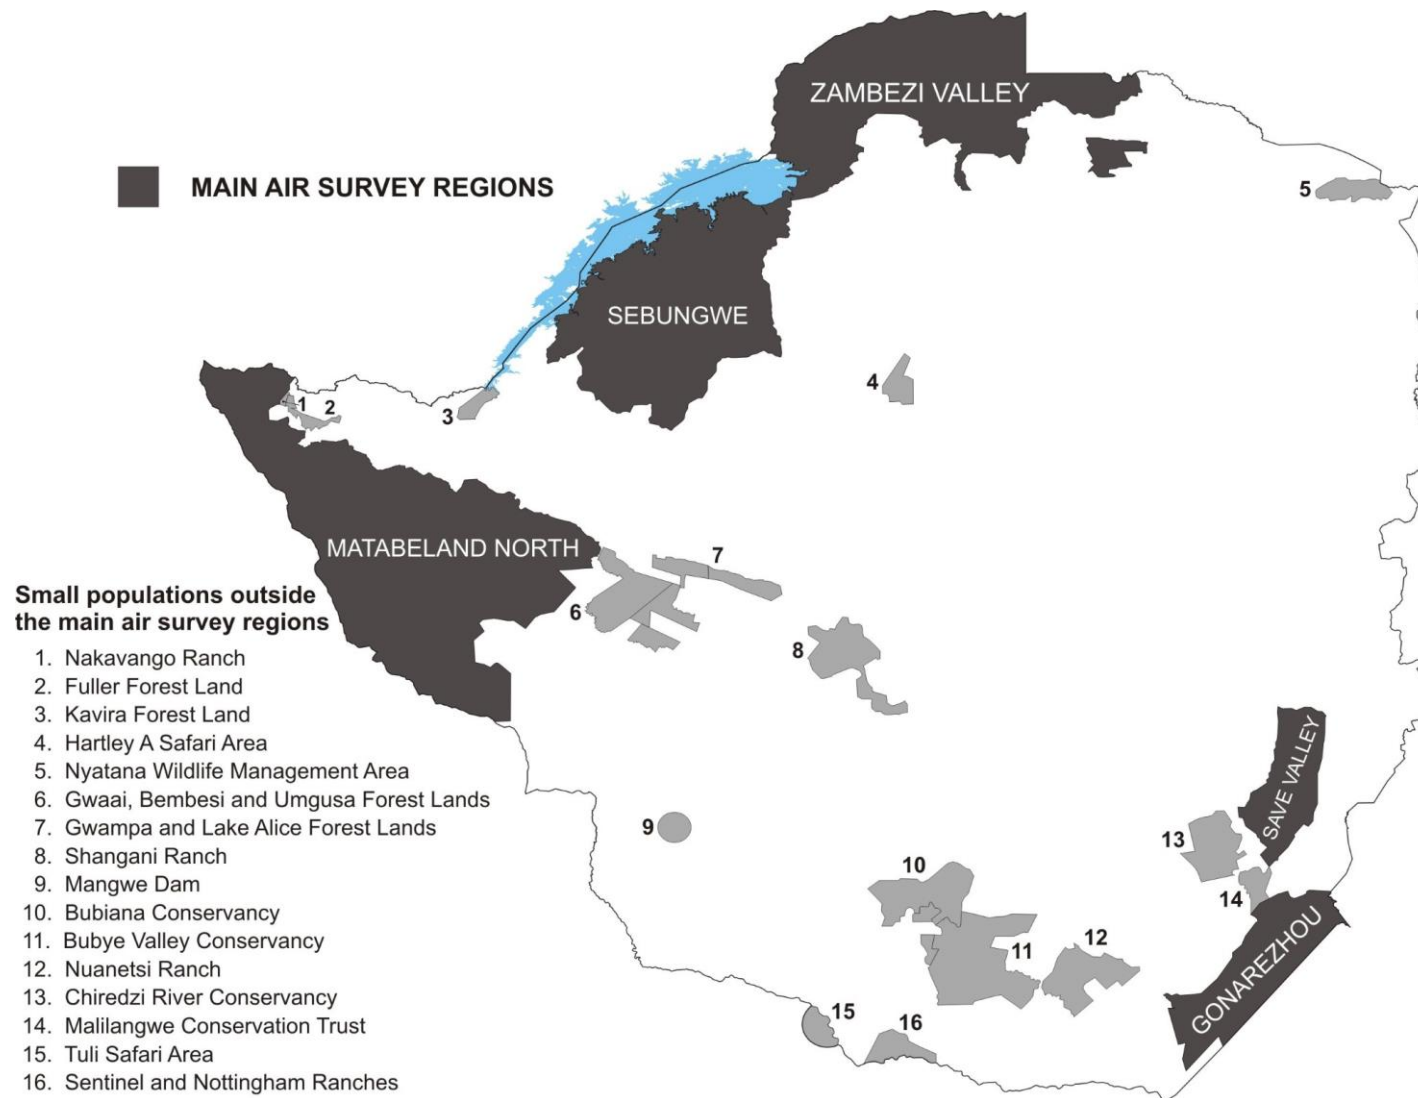 ZAMBEZI VALLEY
MAIN AIR SURVEY REGIONS
5
SEBUNGWE
4
1
2
3
MATABELAND NORTH
7
6
8
Small populations outside
the main air survey regions
1. Nakavango Ranch
2. Fuller Forest Land
3. Kavira Forest Land
4. Hartley A Safari Area
5. Nyatana Wildlife Management Area
6. Gwaai, Bembesi and Umgusa Forest Lands
7. Gwampa and Lake Alice Forest Lands
8. Shangani Ranch
9. Mangwe Dam
10. Bubiana Conservancy
11. Bubye Valley Conservancy
12. Nuanetsi Ranch
13. Chiredzi River Conservancy
14. Malilangwe Conservation Trust
15. Tuli Safari Area
16. Sentinel and Nottingham Ranches
SAVE VALLEY
9
13
10
14
11
12
GONAREZHOU
15
16